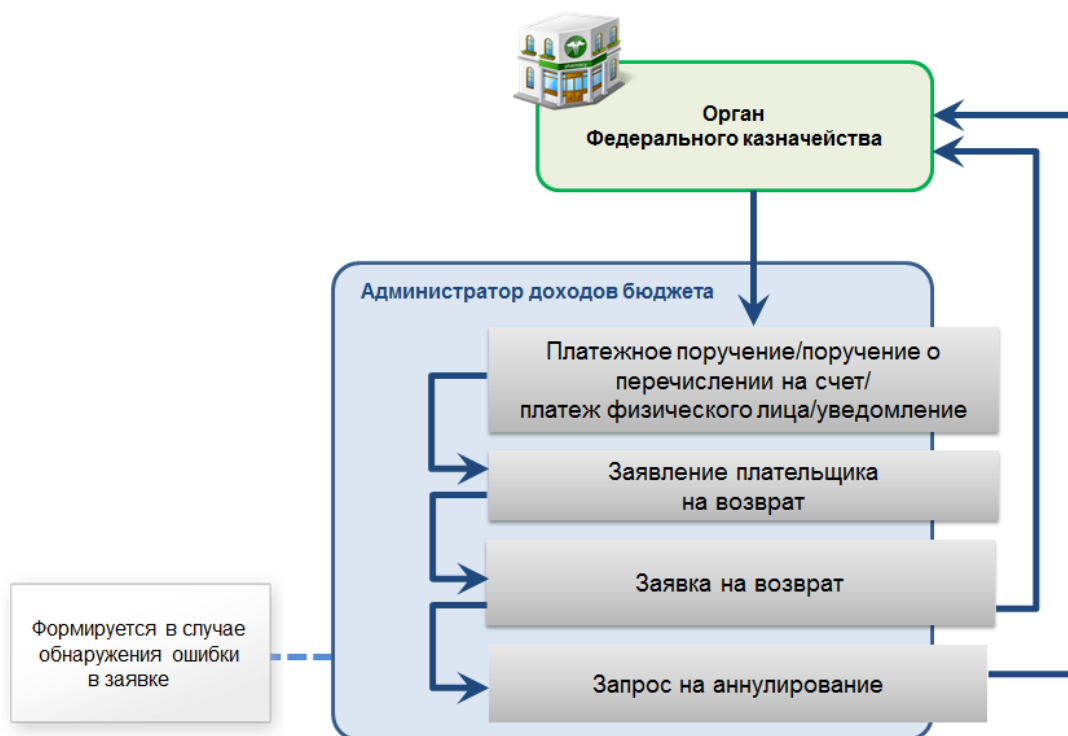 pharmacy
Орган
Федерального казначейства
Администратор доходов бюджета
Платежное поручение/поручение о
перечислении на счет/
платеж физического лица/уведомление
Заявление плательщика
на возврат
Заявка на возврат
Формируется в случае
обнаружения ошибки
в заявке
Запрос на аннулирование